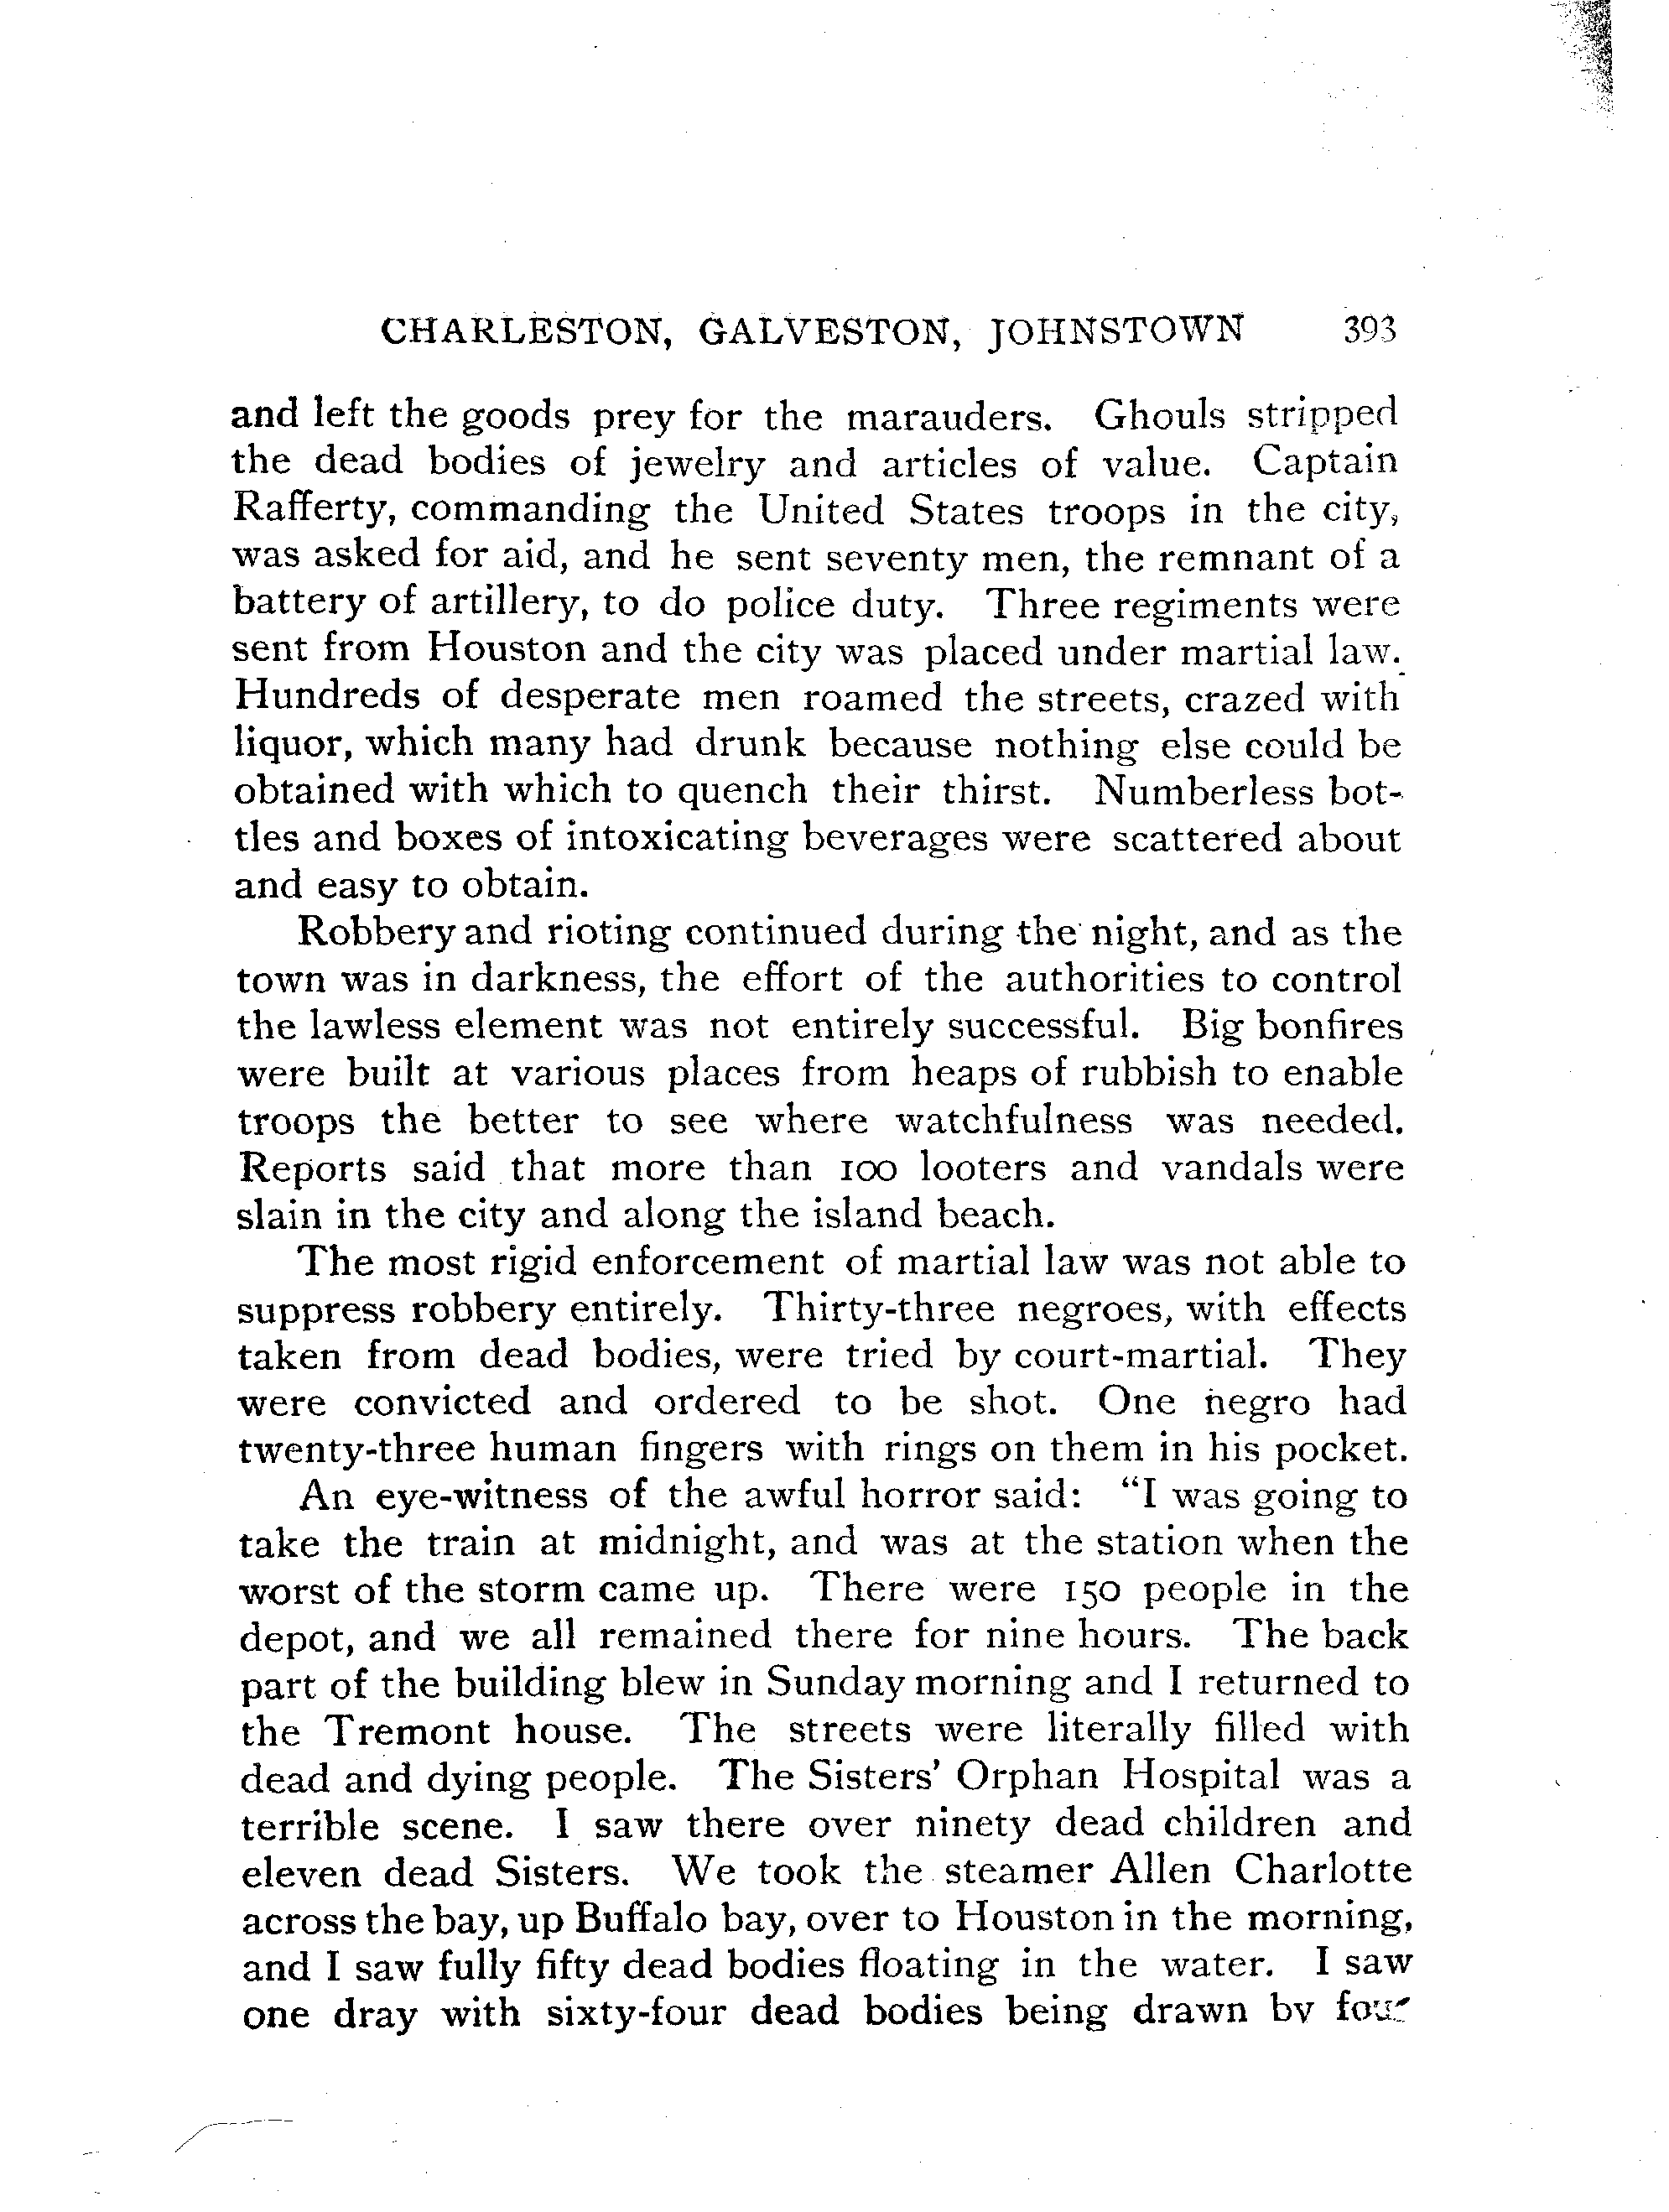 CHARLESTON, GALVESTON, JOHNSTOWN 393
and left the goods prey for the marauders. Ghouls stripped
the dead bodies of jewelry and articles of value. Captain
Rafferty, commanding the United States troops in the city,
was asked for aid, and he sent seventy men, the remnant of a
battery of artillery, to do police duty. Three regiments were
sent from Houston and the city was placed under martial law.
Hundreds of desperate men roamed the streets, crazed with
liquor, which many had drunk because nothing else could be
obtained with which to quench their thirst. Numberless bot-
tles and boxes of intoxicating beverages were scattered about
and easy to obtain.
Robbery and rioting continued during the night, and as the
town was in darkness, the effort of the authorities to control
the lawless element was not entirely successful. Big bonfires
were built at various places from heaps of rubbish to enable
troops the better to see where watchfulness was needed.
Reports said that more than 100 looters and vandals were
slain in the city and along the island beach.
The most rigid enforcement of martial law was not able to
suppress robbery entirely. Thirty-three negroes, with effects
taken from dead bodies, were tried by court-martial. They
were convicted and ordered to be shot. One negro had
twenty-three human fingers with rings on them in his pocket.
An eye-witness of the awful horror said: “I was going to
take the train at midnight, and was at the station when the
worst of the storm came up. There were 150 people in the
depot, and we all remained there for nine hours. The back
part of the building blew in Sunday morning and I returned to
the Tremont house. The streets were literally filled with
dead and dying people. The Sisters’ Orphan Hospital was a
terrible scene. I saw there over ninety dead children and
eleven dead Sisters. We took the steamer Allen Charlotte
across the bay, up Buffalo bay, over to Houston in the morning,
and I saw fully fifty dead bodies floating in the water. I saw
one dray with sixty-four dead bodies being drawn by four